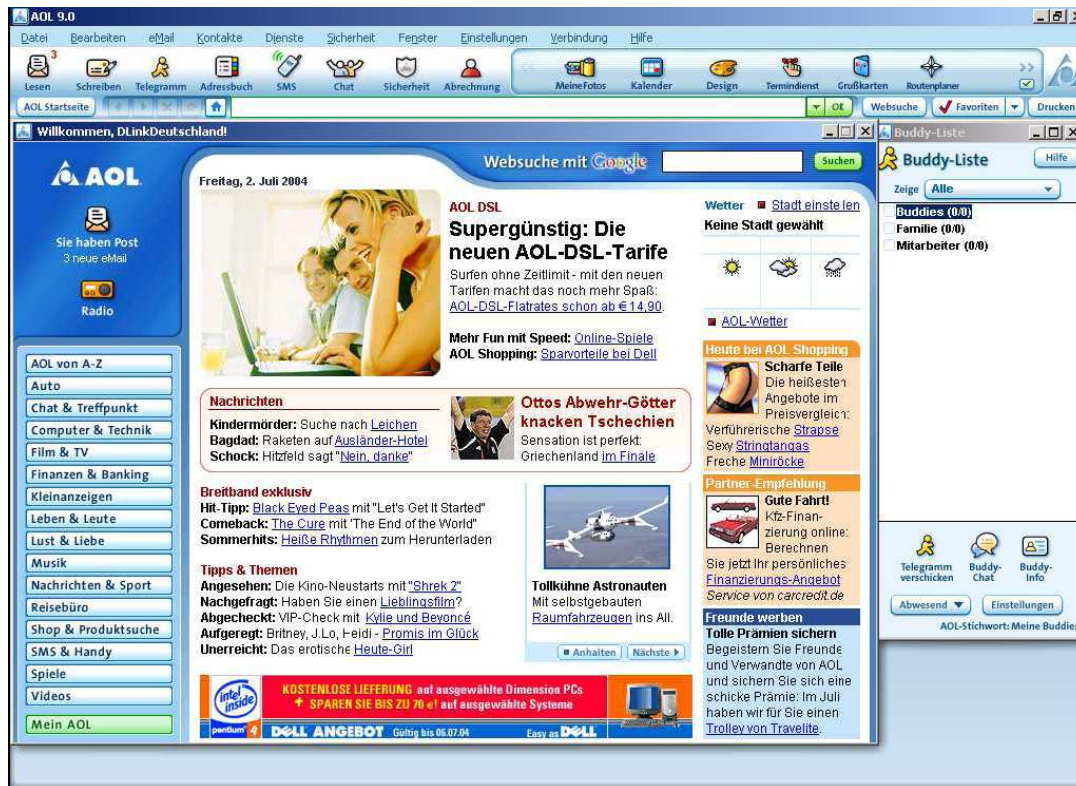 AOL 9.0
Datei Bearbeiten eMail Kontakte Dienste Sicherheit Fenster Einstellungen Verbindung Hilfe
3
Lesen Schreiben Telegramm Adressbuch SMS Chat Sicherheit Abrechnung MeineFotos Kalender Design Termindienst Grußkarten Routenplaner
AOL Startseite OK Websuche Favoriten Drucken
Willkommen, DLinkDeutschland!
AOL
Sie haben Post
3 neue eMail
Radio
AOL von A-Z
Auto
Chat & Treffpunkt
Computer & Technik
Film & TV
Finanzen & Banking
Kleinanzeigen
Leben & Leute
Lust & Liebe
Musik
Nachrichten & Sport
Reisebüro
Shop & Produktsuche
SMS & Handy
Spiele
Videos
Mein AOL
Websuche mit Google Suchen
Freitag, 2. Juli 2004
AOL DSL
Supergünstig: Die
neuen AOL-DSL-Tarife
Surfen ohne Zeitlimit - mit den neuen
Tarifen macht das noch mehr Spaß:
AOL-DSL-Flatrates schon ab € 14,90.
Mehr Fun mit Speed: Online-Spiele
AOL Shopping: Sparvorteile bei Dell
Nachrichten
Kindermörder: Suche nach Leichen
Bagdad: Raketen auf Ausländer-Hotel
Schock: Hitzfeld sagt "Nein, danke"
Ottos Abwehr-Götter
knacken Tschechien
Sensation ist perfekt:
Griechenland im Finale
Breitband exklusiv
Hit-Tipp: Black Eyed Peas mit "Let's Get It Started"
Comeback: The Cure mit 'The End of the World"
Sommerhits: Heiße Rhythmen zum Herunterladen
Tipps & Themen
Angesehen: Die Kino-Neustarts mit "Shrek 2"
Nachgefragt: Haben Sie einen Lieblingsfilm?
Abgecheckt: VIP-Check mit Kylie und Beyoncé
Aufgeregt: Britney, J.Lo, Heidi - Promis im Glück
Unerreicht: Das erotische Heute-Girl
Tollkühne Astronauten
Mit selbstgebauten
Raumfahrzeugen ins All.
Anhalten Nächste
intel inside
pentium 4
KOSTENLOSE LIEFERUNG auf ausgewählte Dimension PCs
+ SPAREN SIE BIS ZU 70 €! auf ausgewählte Systeme
DELL ANGEBOT Gültig bis 06.07.04 Easy as DELL
Wetter Stadt einstellen
Keine Stadt gewählt
AOL-Wetter
Heute bei AOL Shopping
Scharfe Teile
Die heißesten
Angebote im
Preisvergleich:
Verführerische Strapse
Sexy Stringtangas
Freche Miniröcke
Partner-Empfehlung
Gute Fahrt!
Kfz-Finan-
zierung online:
Berechnen
Sie jetzt Ihr persönliches
Finanzierungs-Angebot
Service von carcredit.de
Freunde werben
Tolle Prämien sichern
Begeistern Sie Freunde
und Verwandte von AOL
und sichern Sie sich eine
schicke Prämie: Im Juli
haben wir für Sie einen
Trolley von Travelite.
Buddy-Liste
Buddy-Liste Hilfe
Zeige Alle
Buddies (0/0)
Familie (0/0)
Mitarbeiter (0/0)
Telegramm verschicken
Buddy-Chat
Buddy-Info
Abwesend Einstellungen
AOL-Stichwort: Meine Buddies